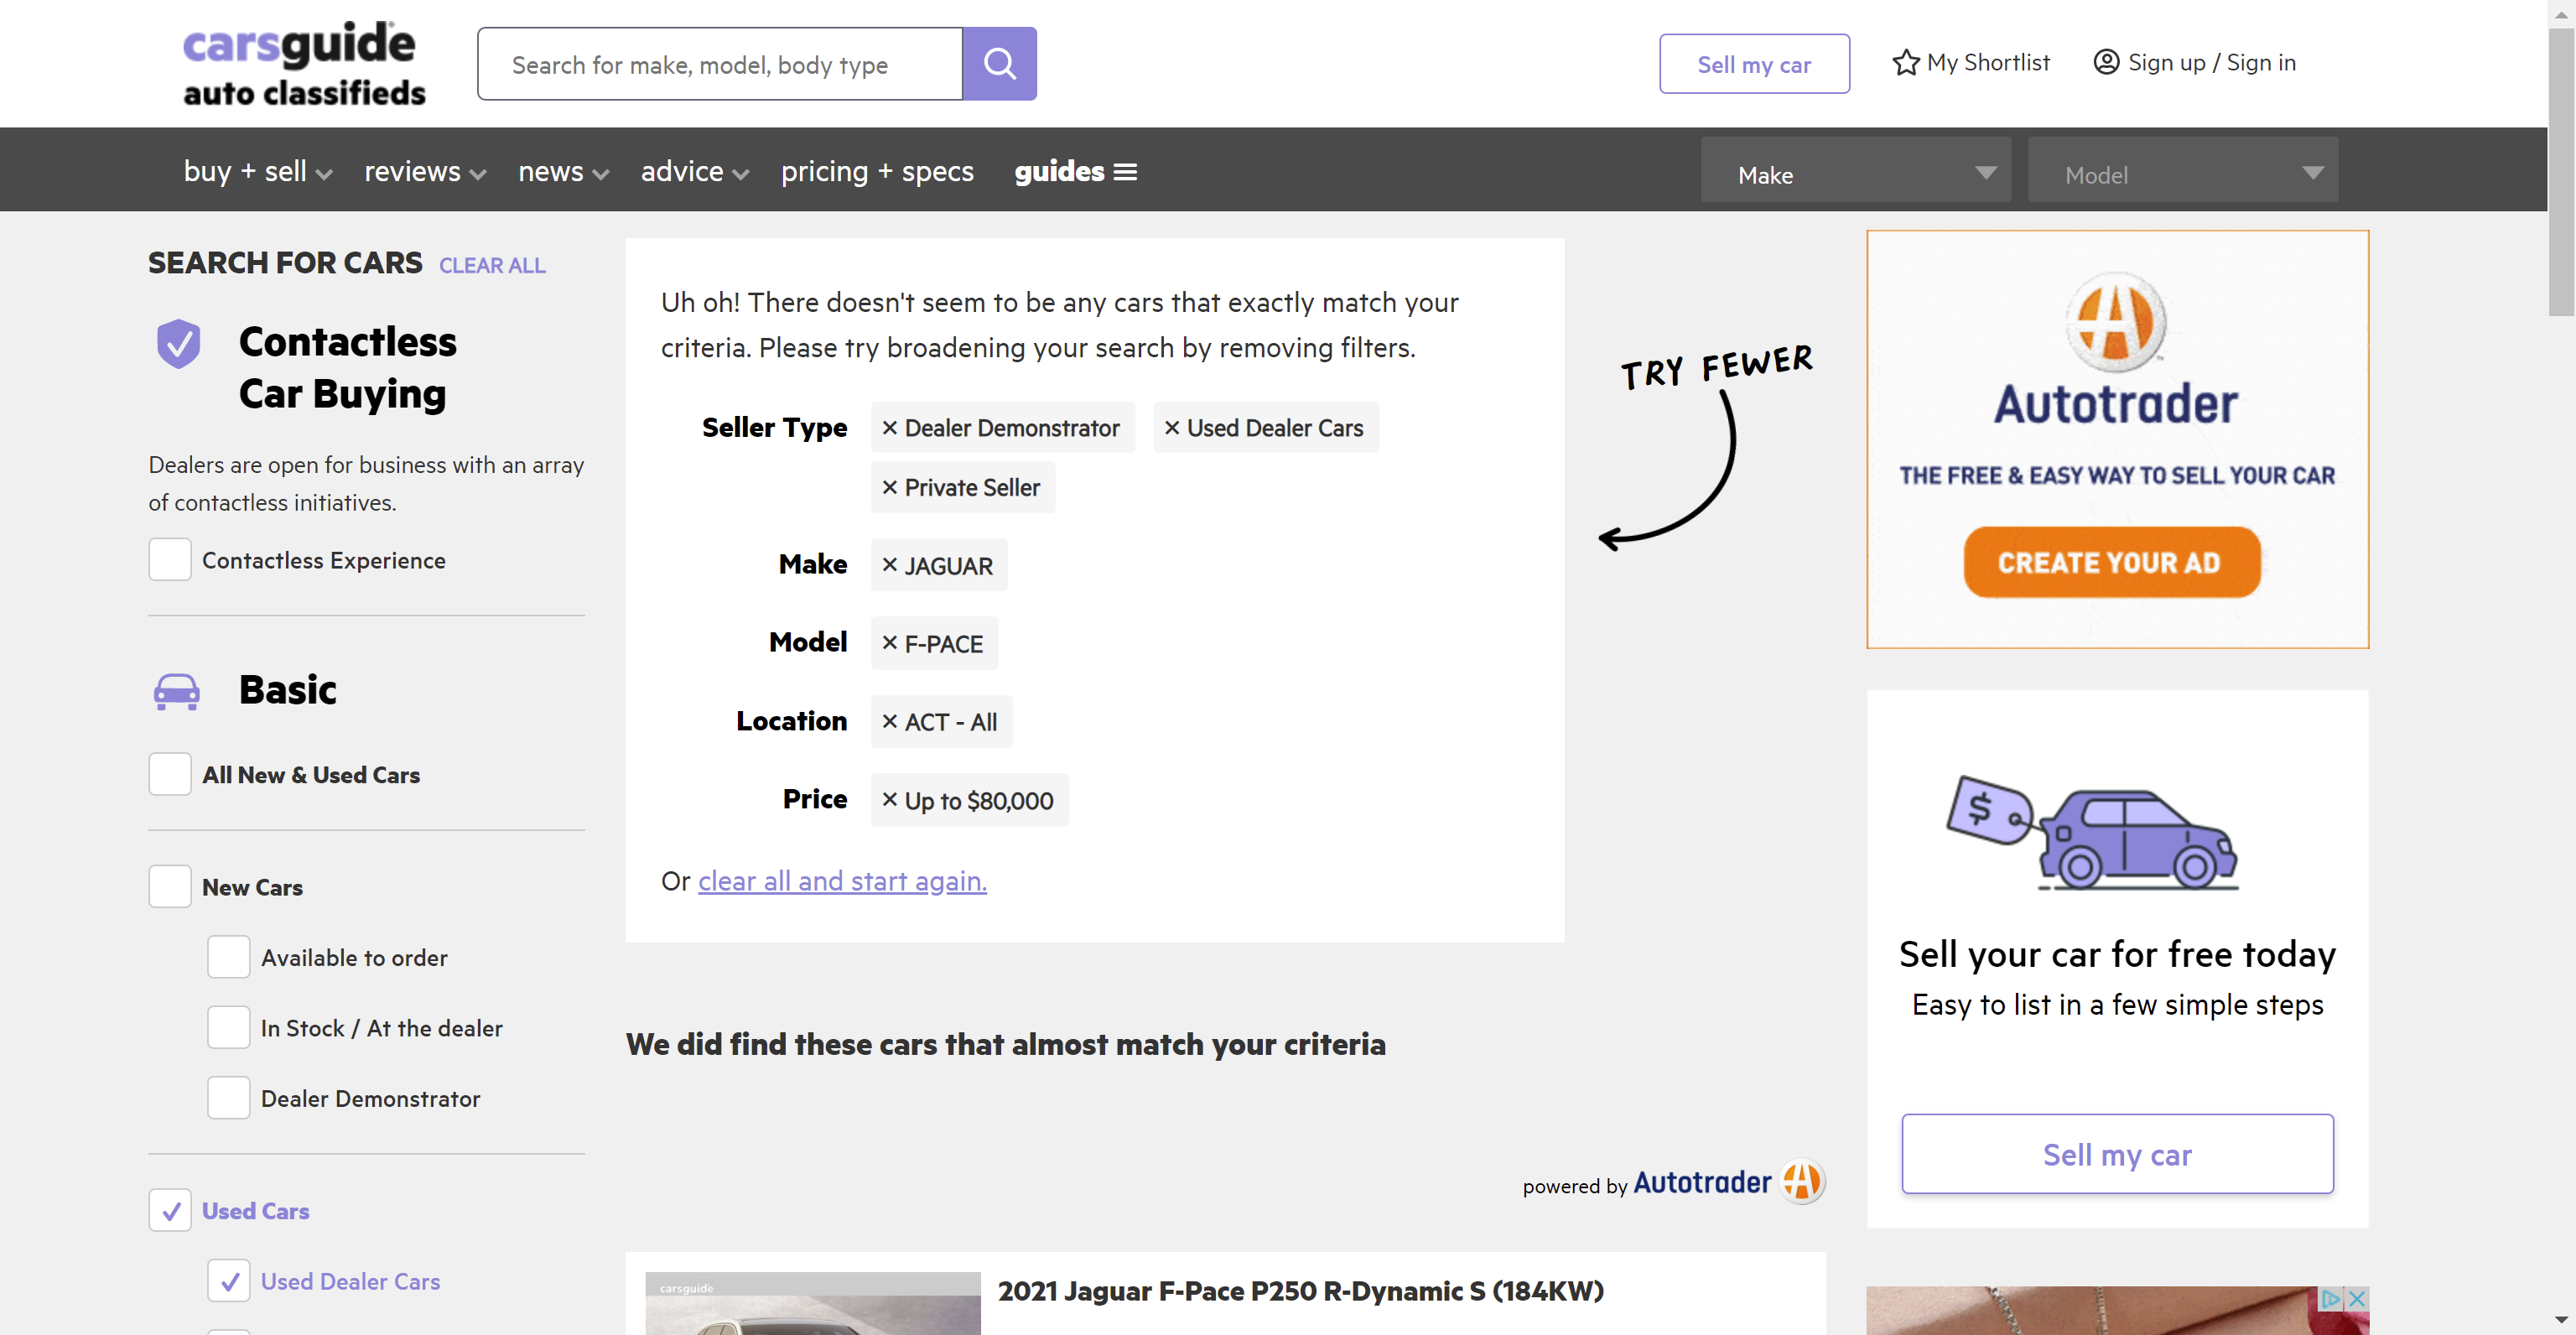 carsguide
auto classifieds
Search for make, model, body type
Sell my car
My Shortlist
Sign up / Sign in
buy + sell
reviews
news
advice
pricing + specs
guides
Make
Model
SEARCH FOR CARS CLEAR ALL
Contactless
Car Buying
Dealers are open for business with an array
of contactless initiatives.
Contactless Experience
Basic
All New & Used Cars
New Cars
Available to order
In Stock / At the dealer
Dealer Demonstrator
Used Cars
Used Dealer Cars
Uh oh! There doesn't seem to be any cars that exactly match your
criteria. Please try broadening your search by removing filters.
Seller Type × Dealer Demonstrator × Used Dealer Cars
× Private Seller
Make × JAGUAR
Model × F-PACE
Location × ACT - All
Price × Up to $80,000
Or clear all and start again.
TRY FEWER
We did find these cars that almost match your criteria
powered by Autotrader
carsguide
2021 Jaguar F-Pace P250 R-Dynamic S (184KW)
Autotrader
THE FREE & EASY WAY TO SELL YOUR CAR
CREATE YOUR AD
$
Sell your car for free today
Easy to list in a few simple steps
Sell my car